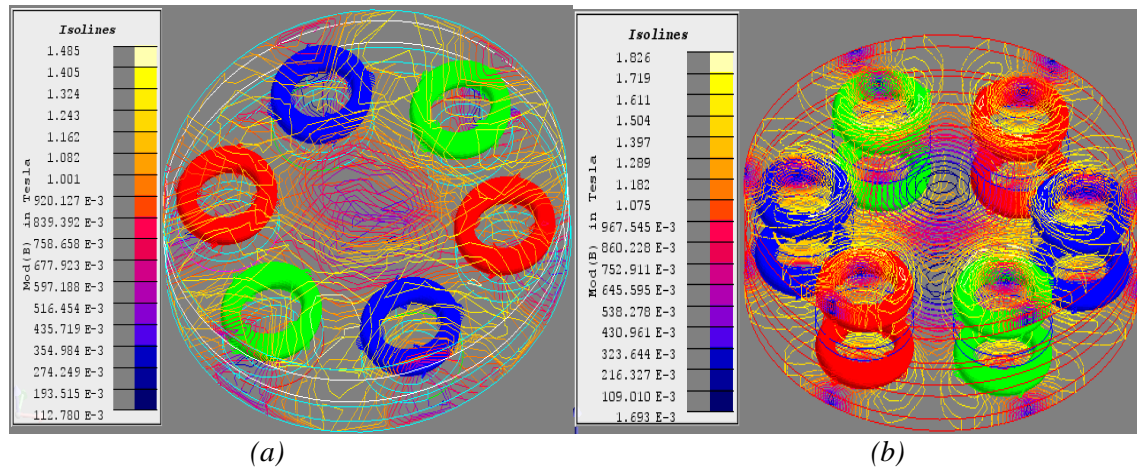 Isolines
1.485
1.405
1.324
1.243
1.162
1.082
1.001
920.127 E-3
839.392 E-3
758.658 E-3
677.923 E-3
597.188 E-3
516.454 E-3
435.719 E-3
354.984 E-3
274.249 E-3
193.515 E-3
112.780 E-3
Mod(B) in Tesla
(a)
Isolines
1.826
1.719
1.611
1.504
1.397
1.289
1.182
1.075
967.545 E-3
860.228 E-3
752.911 E-3
645.595 E-3
538.278 E-3
430.961 E-3
323.644 E-3
216.327 E-3
109.010 E-3
1.693 E-3
Mod(B) in Tesla
(b)